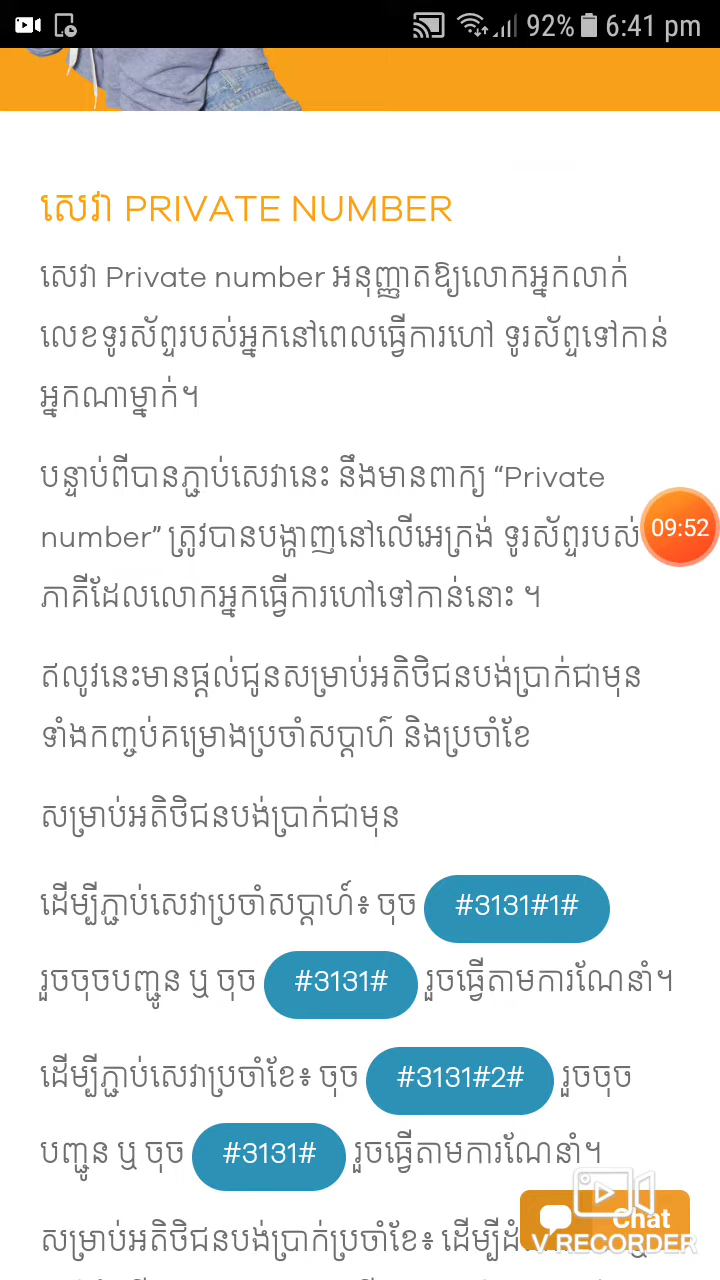 92% 6:41 pm
សេវា PRIVATE NUMBER
សេវា Private number អនុញ្ញាតឱ្យលោកអ្នកលាក់
លេខទូរស័ព្ទរបស់អ្នកនៅពេលធ្វើការហៅ ទូរស័ព្ទទៅកាន់
អ្នកណាម្នាក់។
បន្ទាប់ពីបានភ្ជាប់សេវានេះ នឹងមានពាក្យ “Private
number” ត្រូវបានបង្ហាញនៅលើអេក្រង់ ទូរស័ព្ទរបស់
09:52
ភាគីដែលលោកអ្នកធ្វើការហៅទៅកាន់នោះ ។
ឥលូវនេះមានផ្តល់ជូនសម្រាប់អតិថិជនបង់ប្រាក់ជាមុន
ទាំងកញ្ចប់គម្រោងប្រចាំសប្តាហ៍ និងប្រចាំខែ
សម្រាប់អតិថិជនបង់ប្រាក់ជាមុន
ដើម្បីភ្ជាប់សេវាប្រចាំសប្តាហ៍៖ ចុច #3131#1#
រួចចុចបញ្ជូន ឬ ចុច #3131# រួចធ្វើតាមការណែនាំ។
ដើម្បីភ្ជាប់សេវាប្រចាំខែ៖ ចុច #3131#2# រួចចុច
បញ្ជូន ឬ ចុច #3131# រួចធ្វើតាមការណែនាំ។
Chat
សម្រាប់អតិថិជនបង់ប្រាក់ប្រចាំខែ៖ ដើម្បី
V RECORDER